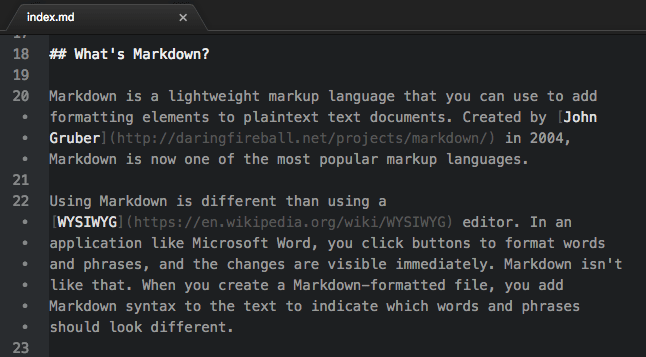 index.md ×
17
18 ## What's Markdown?
19
20 Markdown is a lightweight markup language that you can use to add
• formatting elements to plaintext text documents. Created by [John
• Gruber](http://daringfireball.net/projects/markdown/) in 2004,
• Markdown is now one of the most popular markup languages.
21
22 Using Markdown is different than using a
• [WYSIWYG](https://en.wikipedia.org/wiki/WYSIWYG) editor. In an
• application like Microsoft Word, you click buttons to format words
• and phrases, and the changes are visible immediately. Markdown isn't
• like that. When you create a Markdown-formatted file, you add
• Markdown syntax to the text to indicate which words and phrases
• should look different.
23